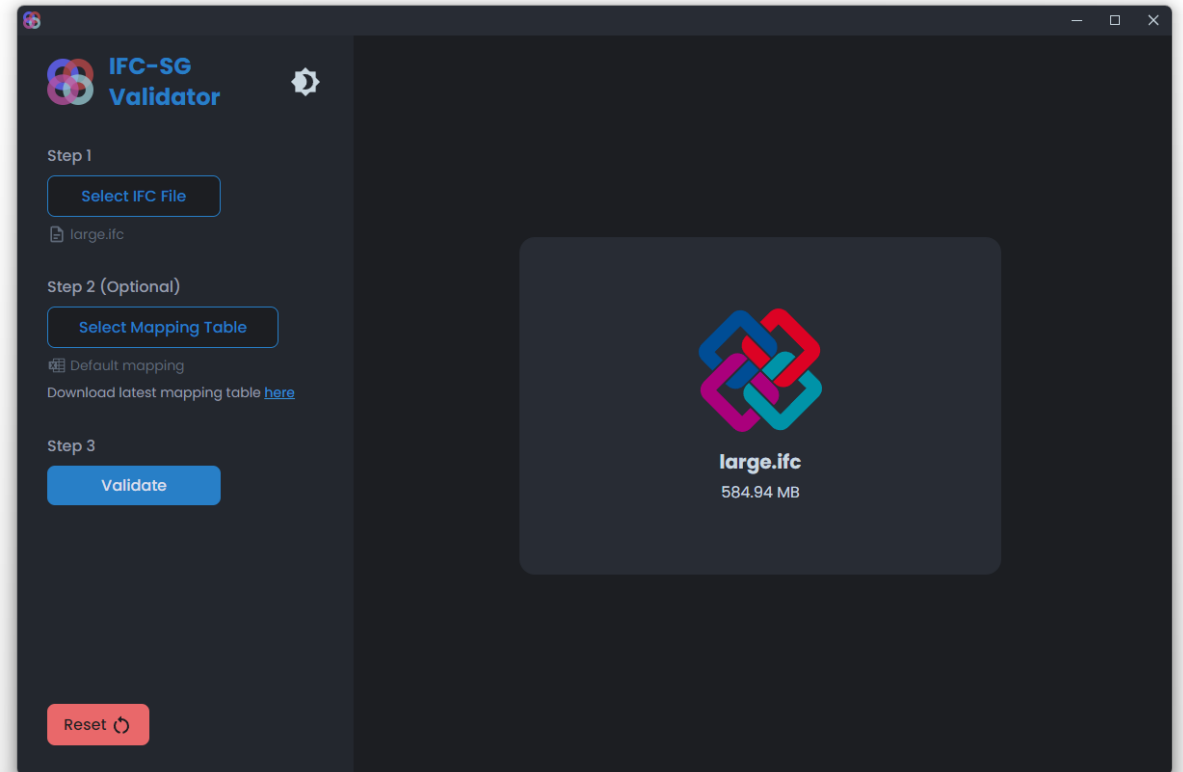 IFC-SG
Validator
Step 1
Select IFC File
large.ifc
Step 2 (Optional)
Select Mapping Table
Default mapping
Download latest mapping table here
Step 3
Validate
Reset
large.ifc
584.94 MB